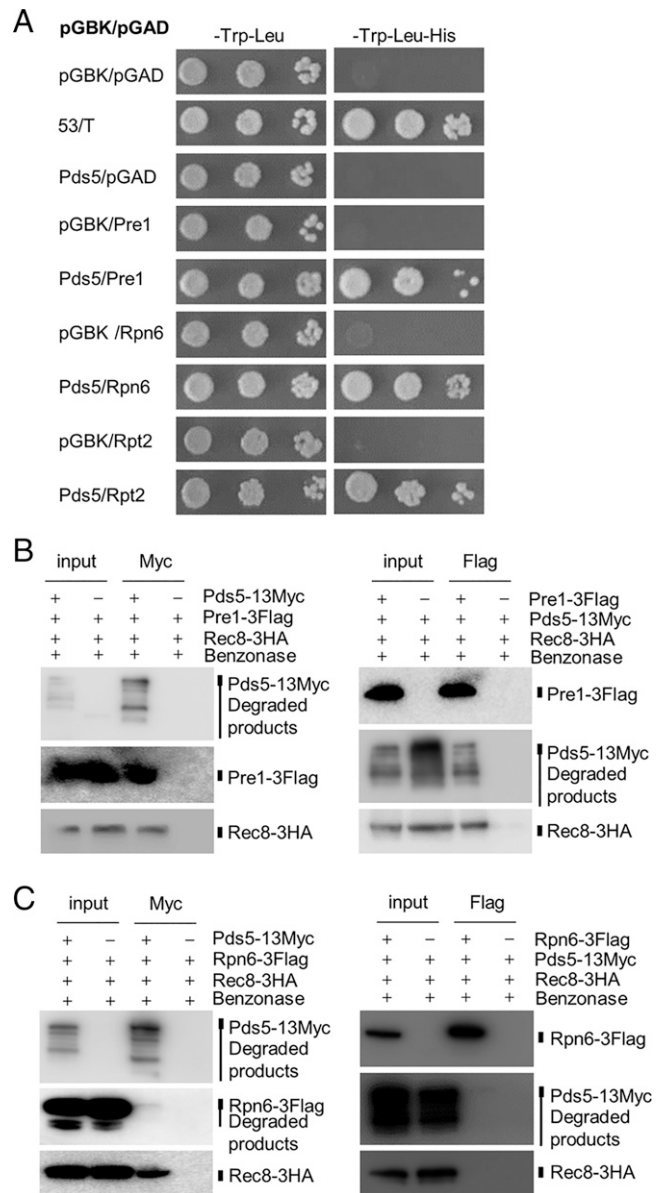 A
pGBK/pGAD
-Trp-Leu
-Trp-Leu-His
pGBK/pGAD
53/T
Pds5/pGAD
pGBK/Pre1
Pds5/Pre1
pGBK /Rpn6
Pds5/Rpn6
pGBK/Rpt2
Pds5/Rpt2
B
input Myc
+ − + − Pds5-13Myc
+ + + + Pre1-3Flag
+ + + + Rec8-3HA
+ + + + Benzonase
Pds5-13Myc
Degraded
products
Pre1-3Flag
Rec8-3HA
input Flag
+ − + − Pre1-3Flag
+ + + + Pds5-13Myc
+ + + + Rec8-3HA
+ + + + Benzonase
Pre1-3Flag
Pds5-13Myc
Degraded
products
Rec8-3HA
C
input Myc
+ − + − Pds5-13Myc
+ + + + Rpn6-3Flag
+ + + + Rec8-3HA
+ + + + Benzonase
Pds5-13Myc
Degraded
products
Rpn6-3Flag
Degraded
products
Rec8-3HA
input Flag
+ − + − Rpn6-3Flag
+ + + + Pds5-13Myc
+ + + + Rec8-3HA
+ + + + Benzonase
Rpn6-3Flag
Pds5-13Myc
Degraded
products
Rec8-3HA